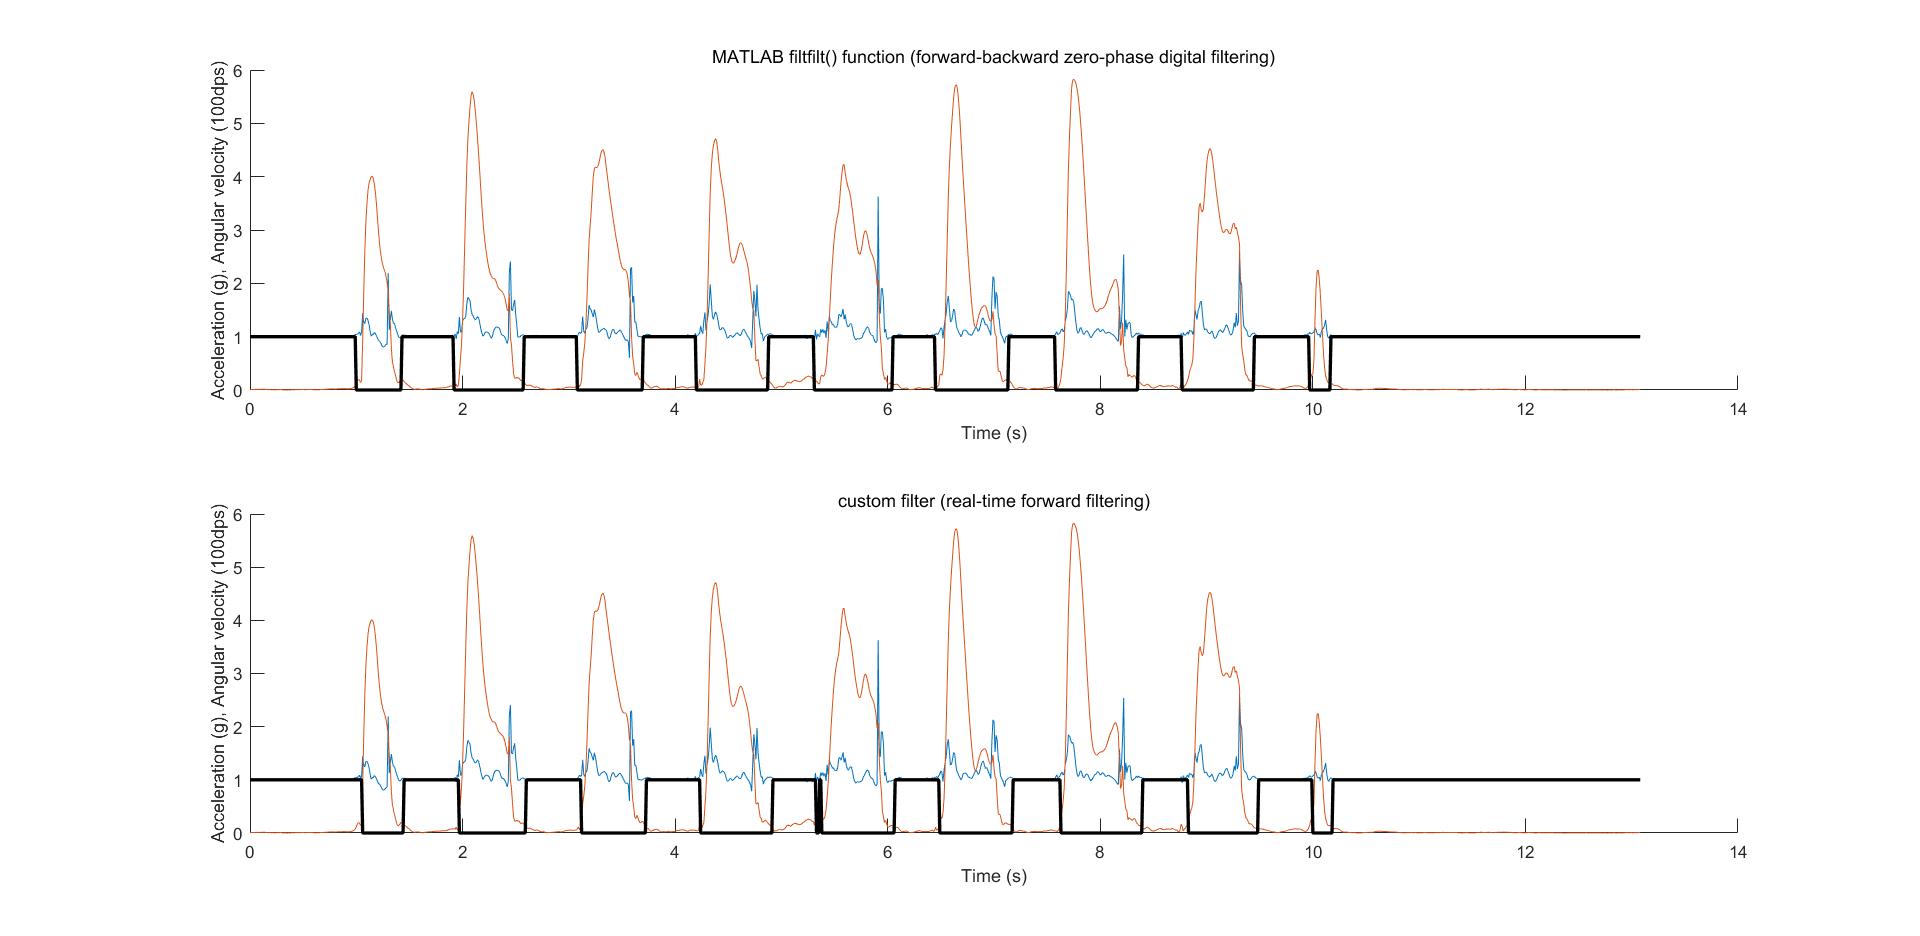 MATLAB filtfilt() function (forward-backward zero-phase digital filtering)
Acceleration (g), Angular velocity (100dps)
6
5
4
3
2
1
0
0 2 4 6 8 10 12 14
Time (s)
custom filter (real-time forward filtering)
Acceleration (g), Angular velocity (100dps)
6
5
4
3
2
1
0
0 2 4 6 8 10 12 14
Time (s)